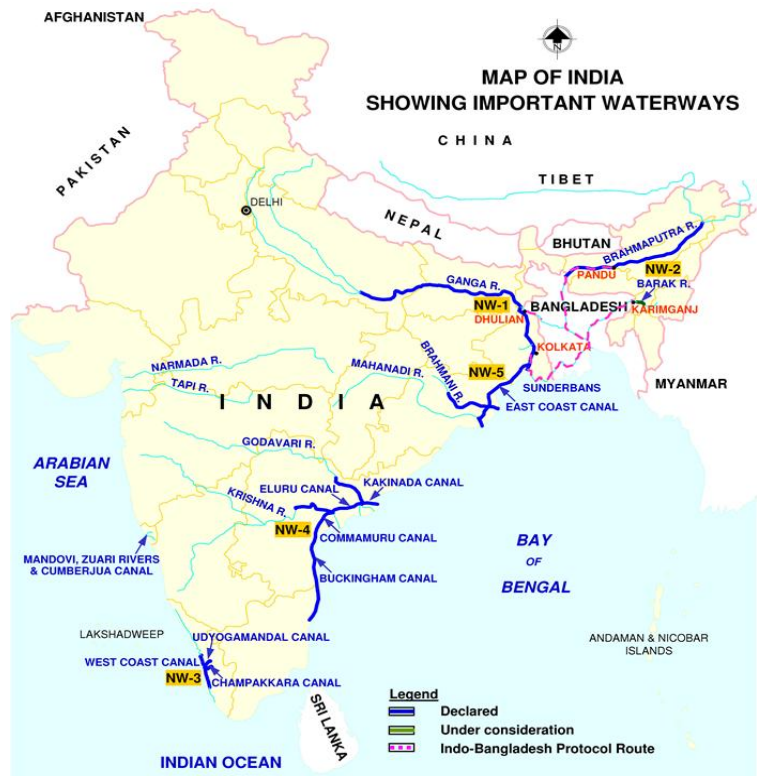 AFGHANISTAN
MAP OF INDIA
SHOWING IMPORTANT WATERWAYS
CHINA
PAKISTAN
TIBET
DELHI
NEPAL
BHUTAN
BRAHMAPUTRA R.
PANDU
NW-2
GANGA R.
BARAK R.
NW-1
BANGLADESH
KARIMGANJ
DHULIAN
KOLKATA
NARMADA R.
MAHANADI R.
BRAHMANI R.
NW-5
TAPI R.
SUNDERBANS
MYANMAR
INDIA
EAST COAST CANAL
GODAVARI R.
ARABIAN
SEA
KAKINADA CANAL
ELURU CANAL
KRISHNA R.
NW-4
COMMAMURU CANAL
MANDOVI, ZUARI RIVERS
& CUMBERJUA CANAL
BAY
OF
BENGAL
BUCKINGHAM CANAL
LAKSHADWEEP
UDYOGAMANDAL CANAL
ANDAMAN & NICOBAR
ISLANDS
WEST COAST CANAL
NW-3
CHAMPAKKARA CANAL
SRI LANKA
Legend
Declared
Under consideration
Indo-Bangladesh Protocol Route
INDIAN OCEAN